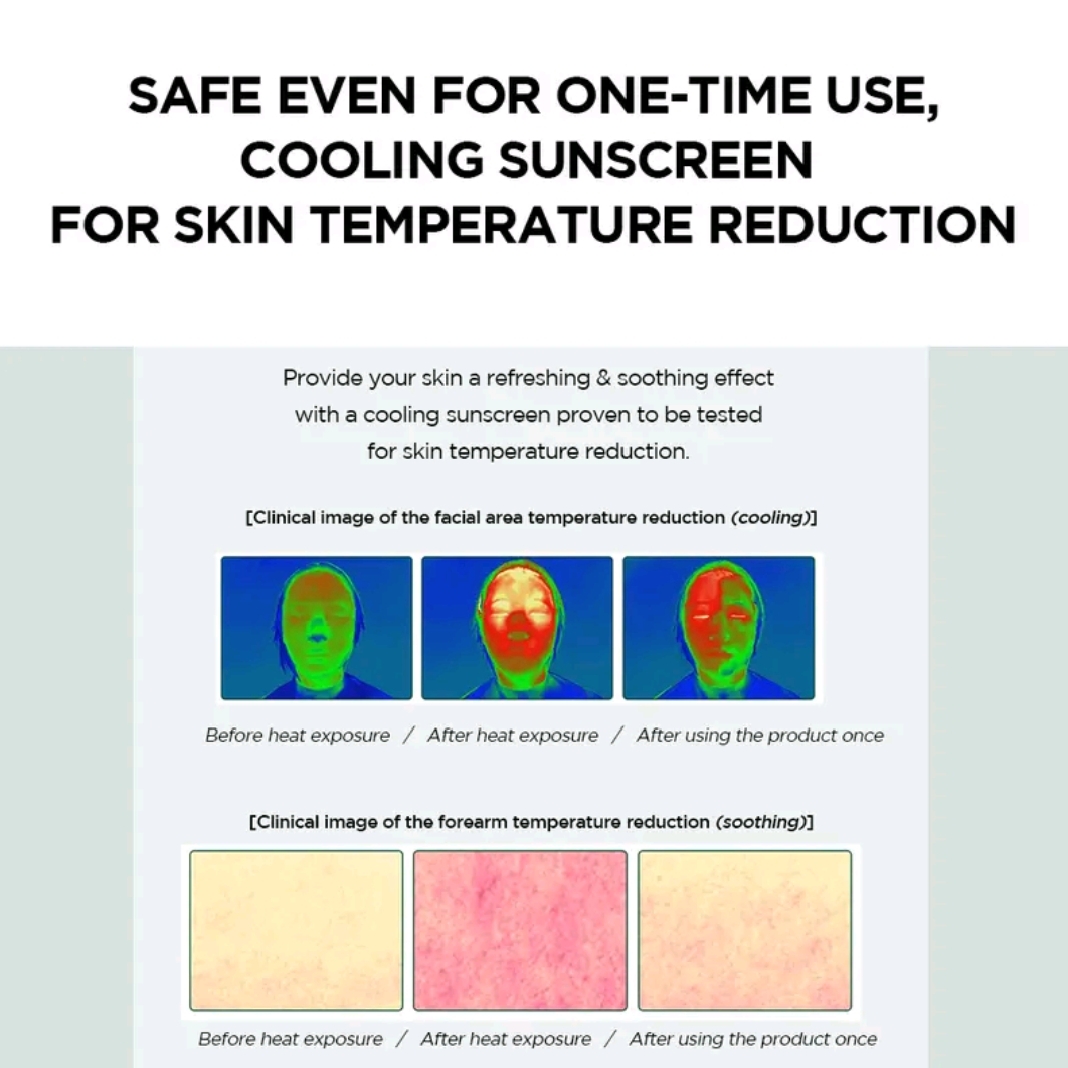 SAFE EVEN FOR ONE-TIME USE,
COOLING SUNSCREEN
FOR SKIN TEMPERATURE REDUCTION
Provide your skin a refreshing & soothing effect
with a cooling sunscreen proven to be tested
for skin temperature reduction.
[Clinical image of the facial area temperature reduction (cooling)]
Before heat exposure / After heat exposure / After using the product once
[Clinical image of the forearm temperature reduction (soothing)]
Before heat exposure / After heat exposure / After using the product once